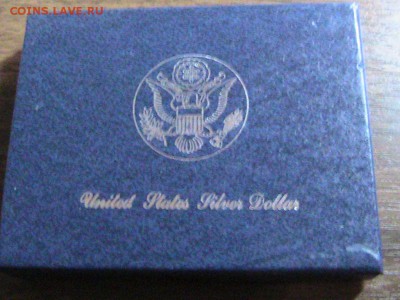 COINS.LAVE.RU
United States Silver Dollar